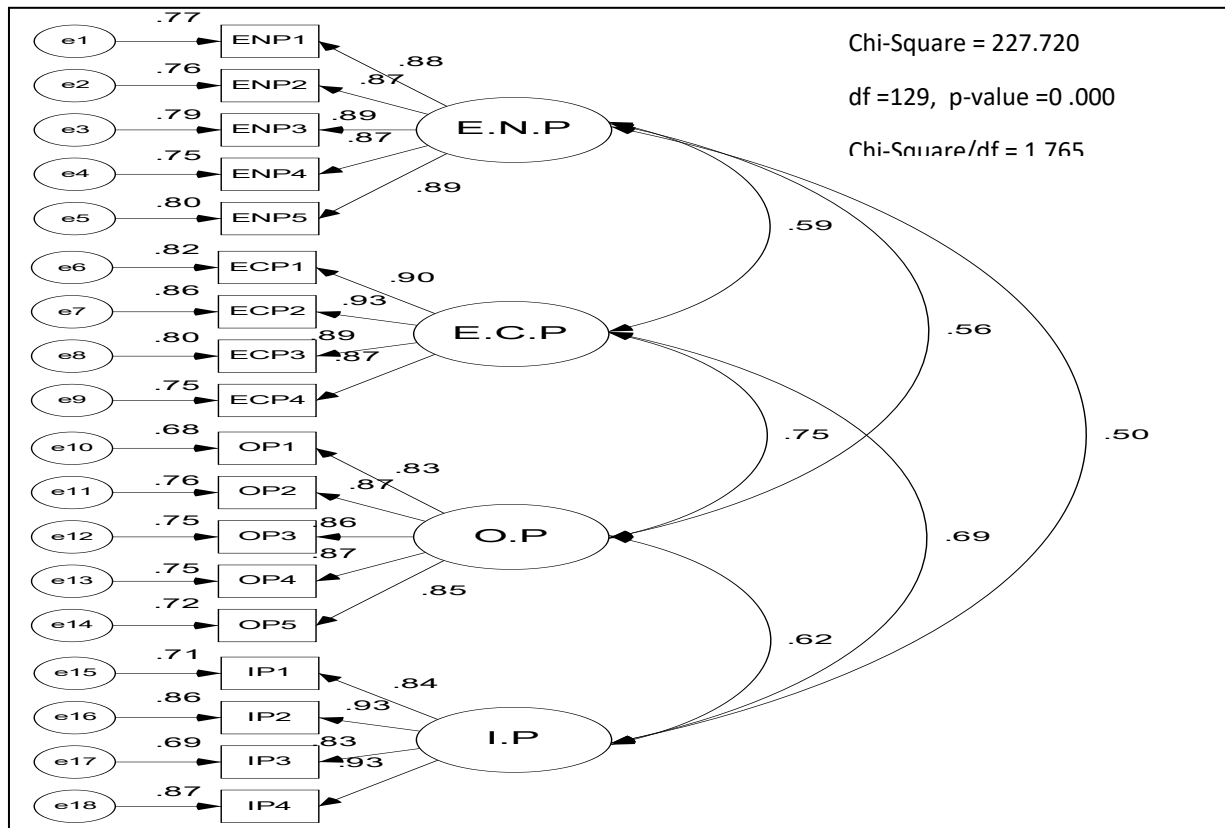 .77
e1 ENP1
.88
Chi-Square = 227.720
.76
e2 ENP2
.87
df =129,  p-value =0 .000
.79
e3 ENP3
.89
E.N.P
.87
Chi-Square/df = 1.765
.75
e4 ENP4
.89
.80
e5 ENP5
.59
.82
e6 ECP1
.90
.86
e7 ECP2
.93
E.C.P
.56
.80
e8 ECP3
.89
.87
.75
e9 ECP4
.75
.50
.68
e10 OP1
.83
.76
e11 OP2
.87
.75
e12 OP3
.86
O.P
.69
.75
e13 OP4
.87
.85
.72
e14 OP5
.62
.71
e15 IP1
.84
.86
e16 IP2
.93
I.P
.69
e17 IP3
.83
.93
.87
e18 IP4